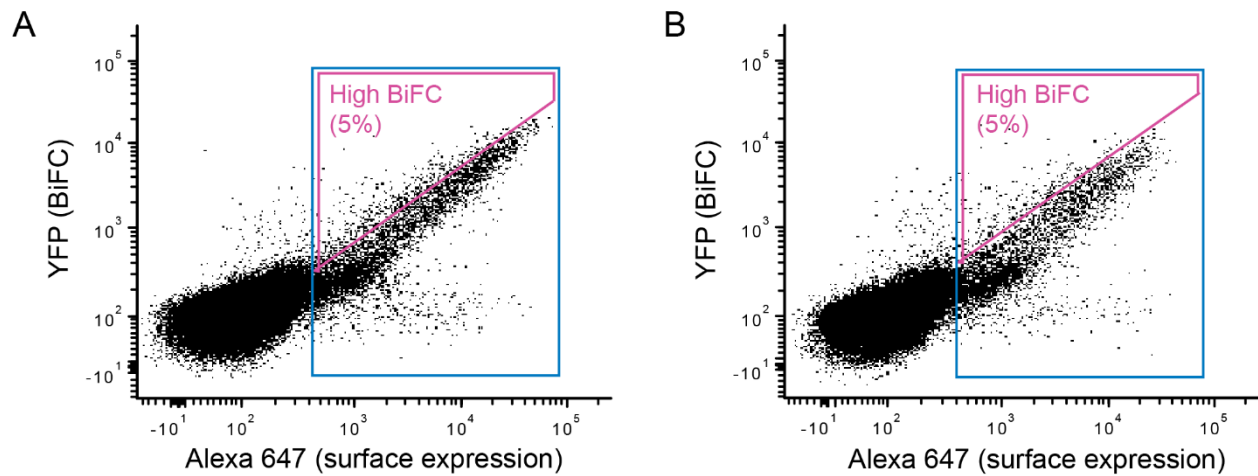 A
YFP (BiFC)
10^5
10^4
10^3
10^2
-10^1
High BiFC
(5%)
-10^1 10^2 10^3 10^4 10^5
Alexa 647 (surface expression)
B
YFP (BiFC)
10^5
10^4
10^3
10^2
-10^1
High BiFC
(5%)
-10^1 10^2 10^3 10^4 10^5
Alexa 647 (surface expression)